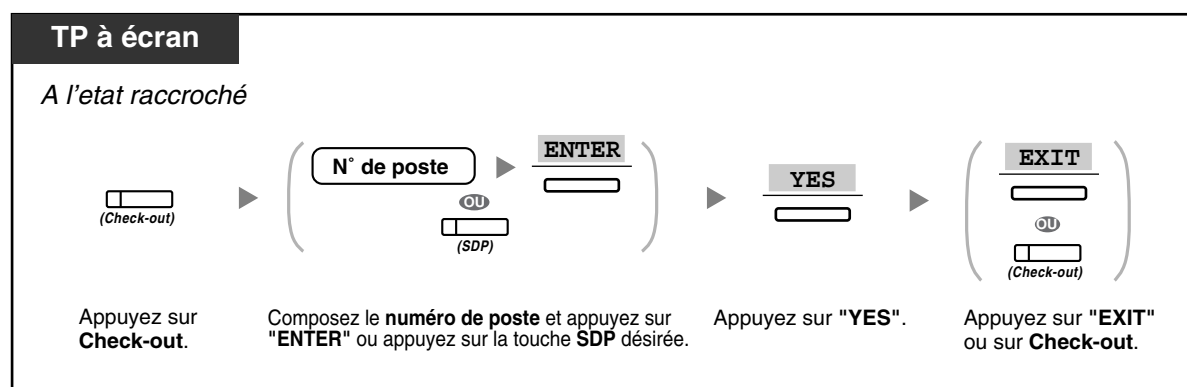 TP à écran
A l'etat raccroché
(Check-out)
N° de poste
ENTER
OU
(SDP)
YES
EXIT
OU
(Check-out)
Appuyez sur
Check-out.
Composez le numéro de poste et appuyez sur
"ENTER" ou appuyez sur la touche SDP désirée.
Appuyez sur "YES".
Appuyez sur "EXIT"
ou sur Check-out.